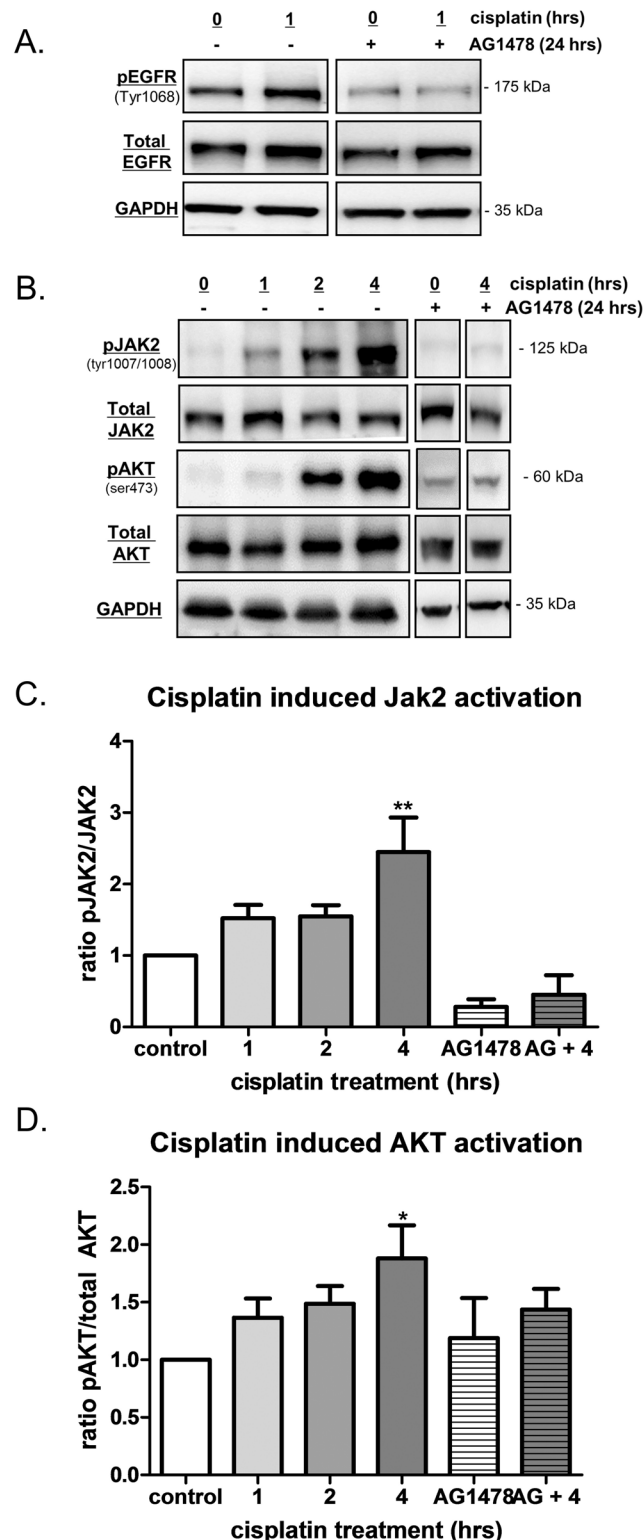 A.
0 1 0 1 cisplatin (hrs)
- - + + AG1478 (24 hrs)
pEGFR
(Tyr1068)
- 175 kDa
Total
EGFR
GAPDH
- 35 kDa
B.
0 1 2 4 0 4 cisplatin (hrs)
- - - - + + AG1478 (24 hrs)
pJAK2
(tyr1007/1008)
- 125 kDa
Total
JAK2
pAKT
(ser473)
- 60 kDa
Total
AKT
GAPDH
- 35 kDa
C.
Cisplatin induced Jak2 activation
ratio pJAK2/JAK2
4
3
2
1
0
**
control 1 2 4 AG1478 AG + 4
cisplatin treatment (hrs)
D.
Cisplatin induced AKT activation
ratio pAKT/total AKT
2.5
2.0
1.5
1.0
0.5
0.0
*
control 1 2 4 AG1478 AG + 4
cisplatin treatment (hrs)